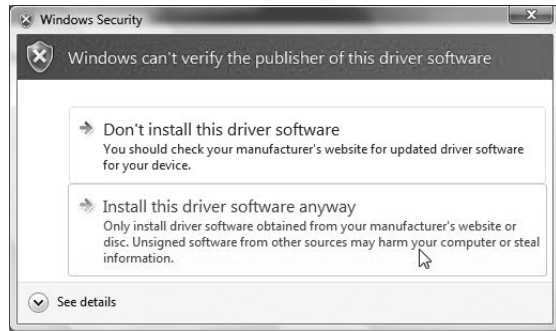 Windows Security
Windows can't verify the publisher of this driver software
Don't install this driver software
You should check your manufacturer's website for updated driver software
for your device.
Install this driver software anyway
Only install driver software obtained from your manufacturer's website or
disc. Unsigned software from other sources may harm your computer or steal
information.
See details